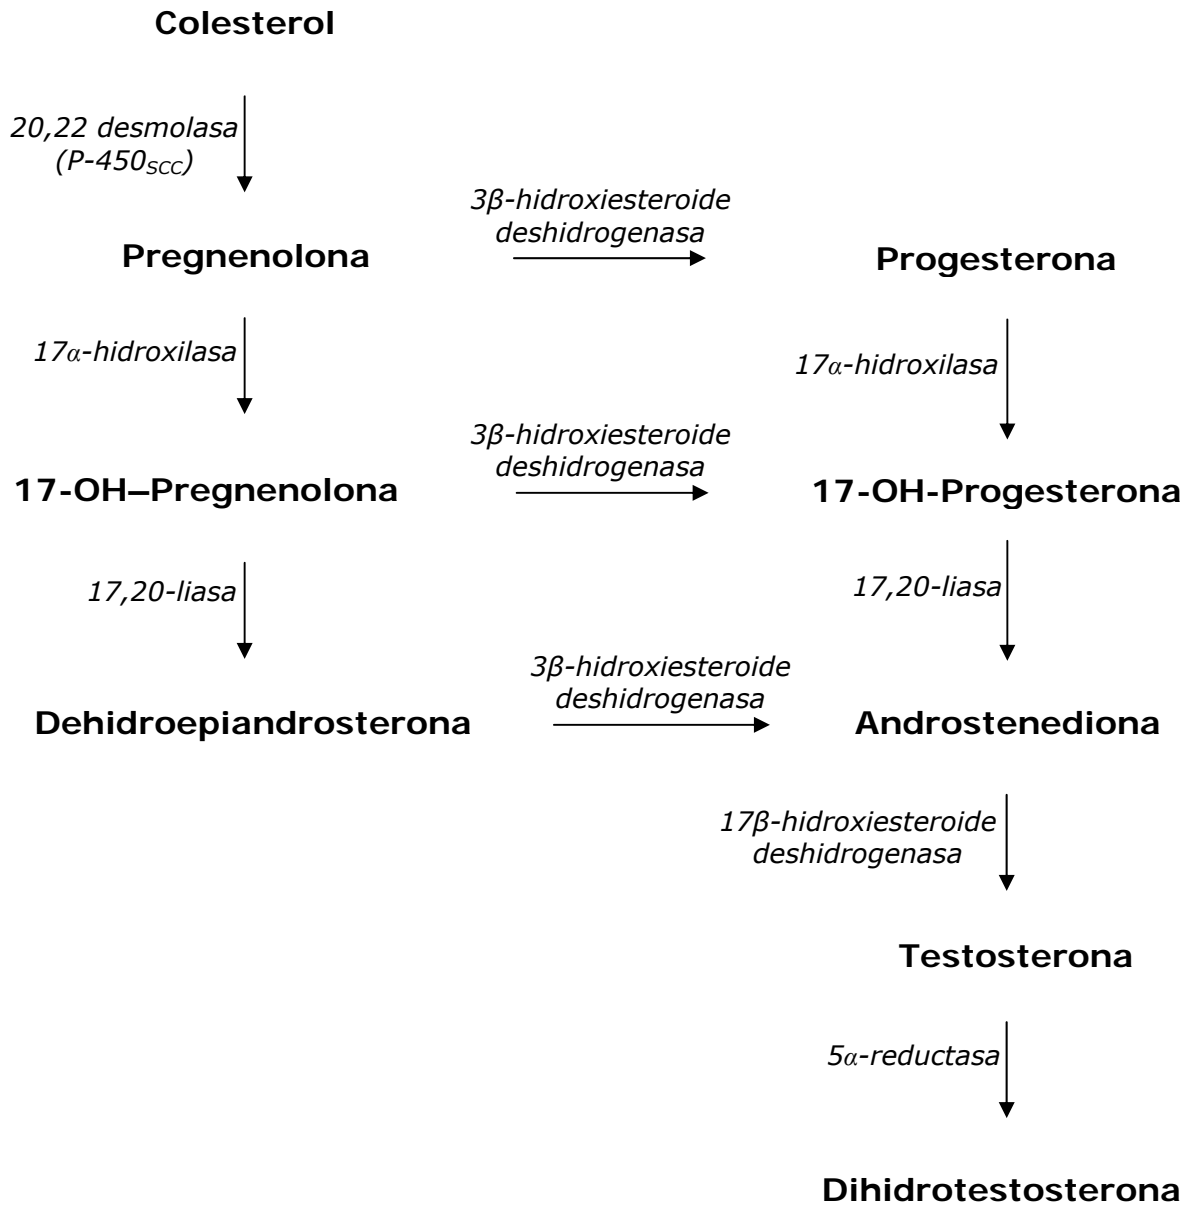 Colesterol
20,22 desmolasa
(P-450SCC)
3β-hidroxiesteroide
deshidrogenasa
Pregnenolona
Progesterona
17α-hidroxilasa
17α-hidroxilasa
3β-hidroxiesteroide
deshidrogenasa
17-OH–Pregnenolona
17-OH-Progesterona
17,20-liasa
17,20-liasa
3β-hidroxiesteroide
deshidrogenasa
Dehidroepiandrosterona
Androstenediona
17β-hidroxiesteroide
deshidrogenasa
Testosterona
5α-reductasa
Dihidrotestosterona